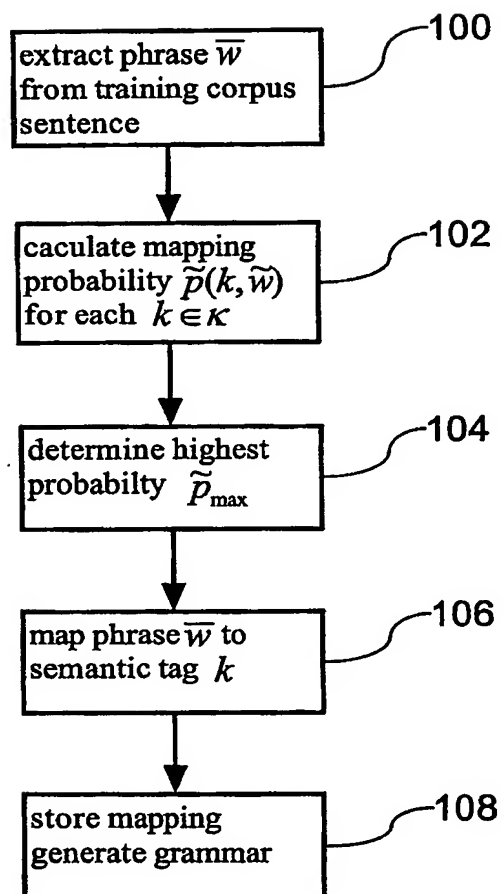 100
extract phrase w̅
from training corpus
sentence
102
caculate mapping
probability p̃(k, w̃)
for each k ∈ κ
104
determine highest
probabilty p̃max
106
map phrase w̅ to
semantic tag k
108
store mapping
generate grammar